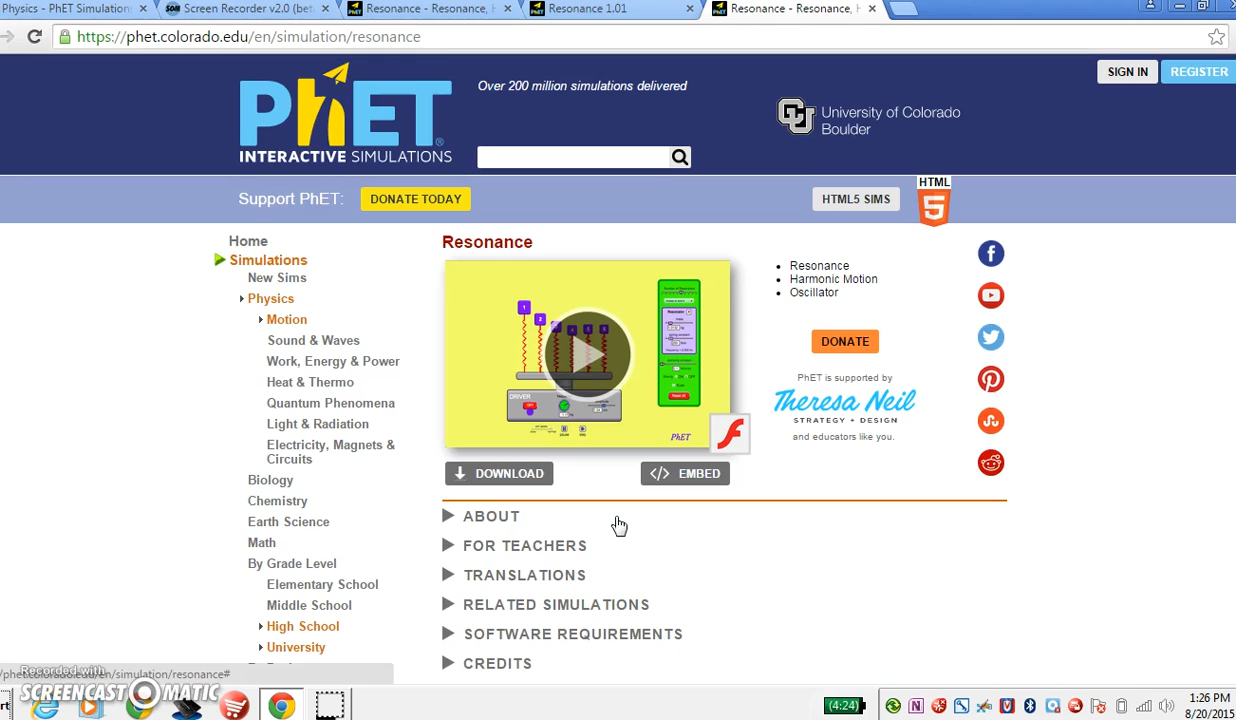 Physics - PhET Simulation
Screen Recorder v2.0 (bet
Resonance - Resonance, H
Resonance 1.01
Resonance - Resonance, H
https://phet.colorado.edu/en/simulation/resonance
PhET
INTERACTIVE SIMULATIONS
Over 200 million simulations delivered
University of Colorado
Boulder
SIGN IN
REGISTER
Support PhET:
DONATE TODAY
HTML5 SIMS
HTML
5
Home
Simulations
New Sims
Physics
Motion
Sound & Waves
Work, Energy & Power
Heat & Thermo
Quantum Phenomena
Light & Radiation
Electricity, Magnets &
Circuits
Biology
Chemistry
Earth Science
Math
By Grade Level
Elementary School
Middle School
High School
University
Resonance
1
2
DRIVER
PhET
DOWNLOAD
</> EMBED
ABOUT
FOR TEACHERS
TRANSLATIONS
RELATED SIMULATIONS
SOFTWARE REQUIREMENTS
CREDITS
Resonance
Harmonic Motion
Oscillator
DONATE
PhET is supported by
Theresa Neil
STRATEGY + DESIGN
and educators like you.
Recorded with
/phet.colorado.edu/en/simulation/resonance#
SCREENCAST MATIC
rt
(4:24)
1:26 PM
8/20/2015